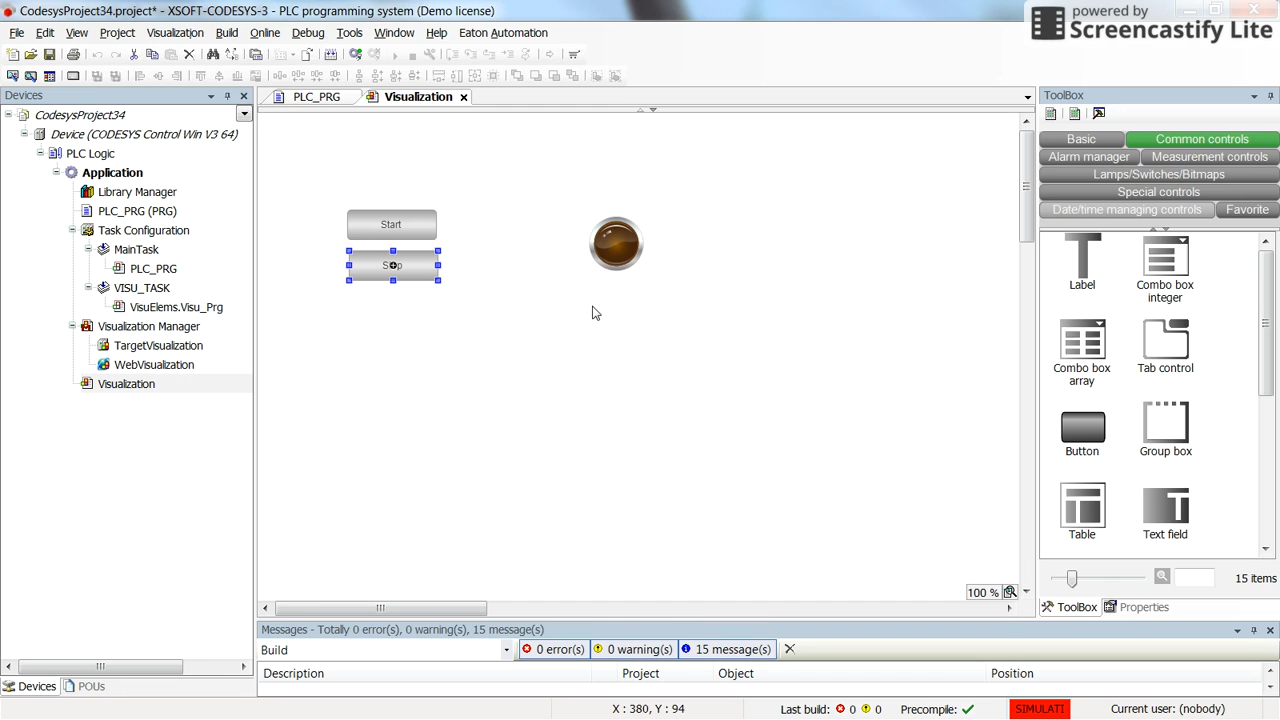 CodesysProject34.project* - XSOFT-CODESYS-3 - PLC programming system (Demo license)
powered by
Screencastify Lite
File Edit View Project Visualization Build Online Debug Tools Window Help Eaton Automation
Devices
CodesysProject34
Device (CODESYS Control Win V3 64)
PLC Logic
Application
Library Manager
PLC_PRG (PRG)
Task Configuration
MainTask
PLC_PRG
VISU_TASK
VisuElems.Visu_Prg
Visualization Manager
TargetVisualization
WebVisualization
Visualization
Devices POUs
PLC_PRG Visualization
Start
Stop
100 %
ToolBox
Basic Common controls
Alarm manager Measurement controls
Lamps/Switches/Bitmaps
Special controls
Date/time managing controls Favorite
Label
Combo box integer
Combo box array
Tab control
Button
Group box
Table
Text field
15 items
ToolBox Properties
Messages - Totally 0 error(s), 0 warning(s), 15 message(s)
Build 0 error(s) 0 warning(s) 15 message(s)
Description Project Object Position
X : 380, Y : 94 Last build: 0 0 Precompile: SIMULATI Current user: (nobody)